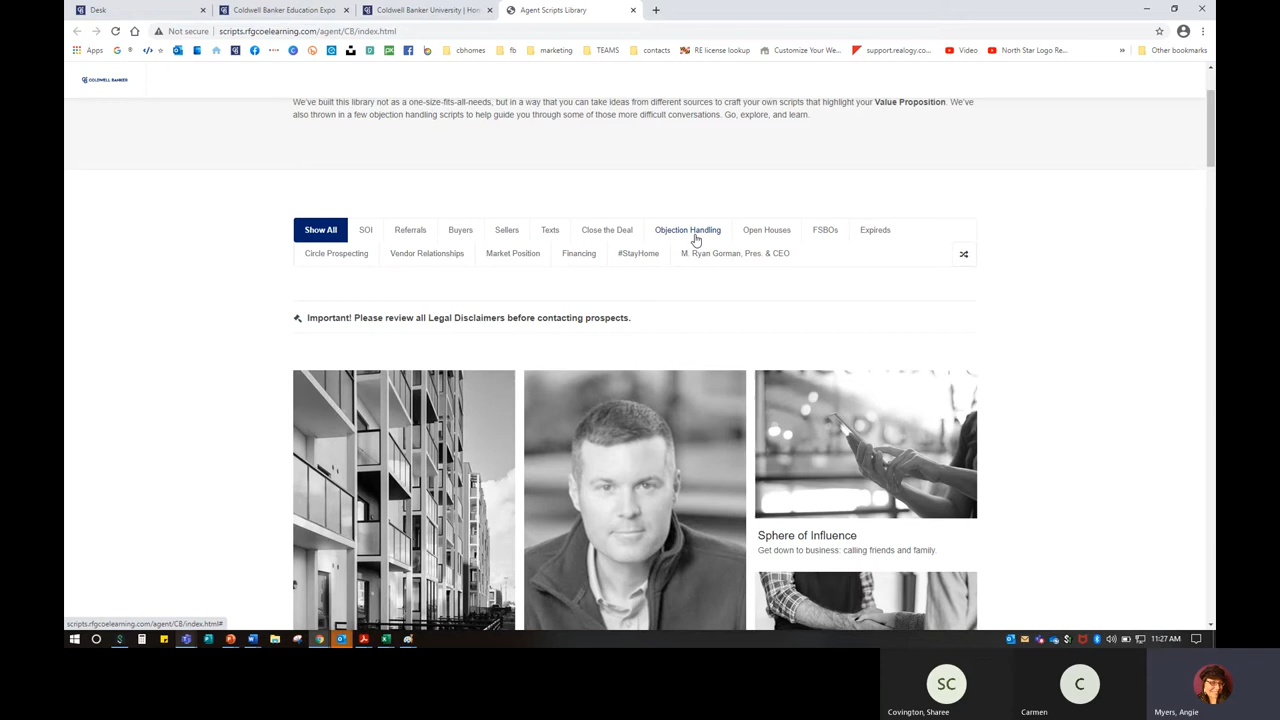 Desk
Coldwell Banker Education Expo
Coldwell Banker University | Hom
Agent Scripts Library
Not secure scripts.rfgcoelearning.com/agent/CB/index.html
Apps
cbhomes
fb
marketing
TEAMS
contacts
RE license lookup
Customize Your We...
support.realogy.co...
Video
North Star Logo Re...
Other bookmarks
COLDWELL BANKER
We've built this library not as a one-size-fits-all-needs, but in a way that you can take ideas from different sources to craft your own scripts that highlight your Value Proposition. We've
also thrown in a few objection handling scripts to help guide you through some of those more difficult conversations. Go, explore, and learn.
Show All SOI Referrals Buyers Sellers Texts Close the Deal Objection Handling Open Houses FSBOs Expireds
Circle Prospecting Vendor Relationships Market Position Financing #StayHome M. Ryan Gorman, Pres. & CEO
Important! Please review all Legal Disclaimers before contacting prospects.
Sphere of Influence
Get down to business: calling friends and family.
scripts.rfgcoelearning.com/agent/CB/index.html#
11:27 AM
SC
Covington, Sharee
C
Carmen
Myers, Angie